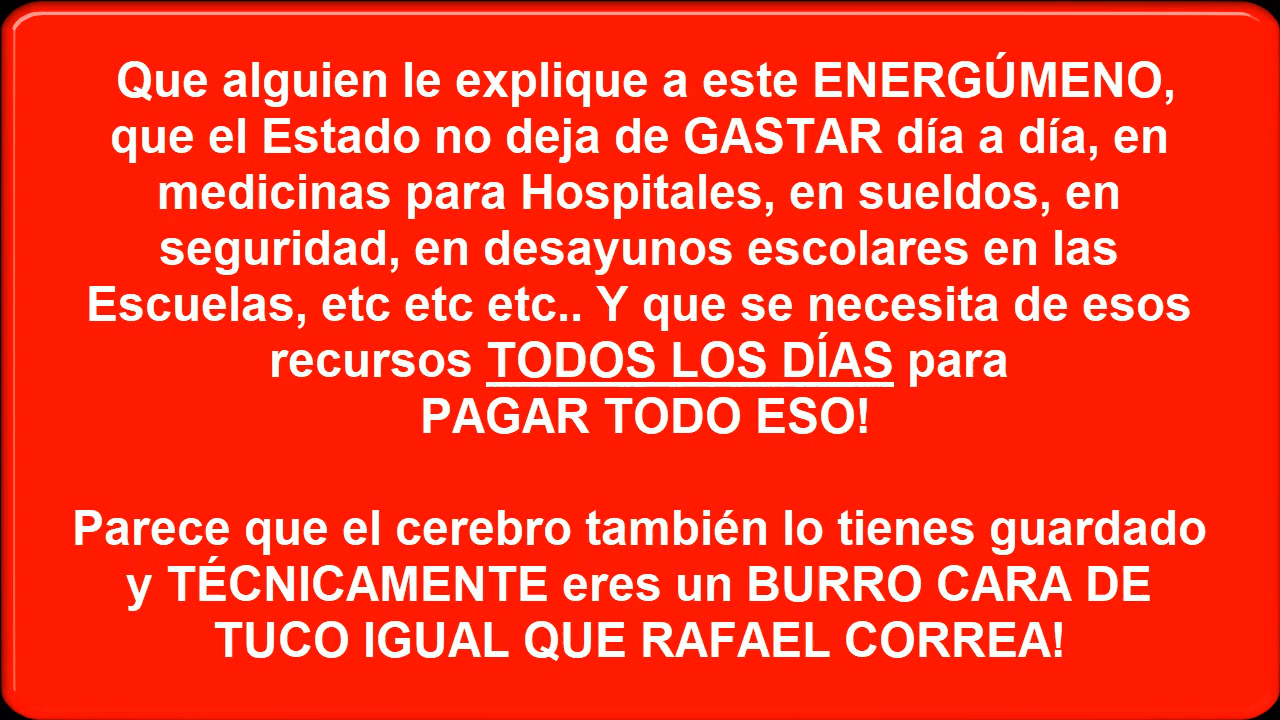 Que alguien le explique a este ENERGÚMENO,
que el Estado no deja de GASTAR día a día, en
medicinas para Hospitales, en sueldos, en
seguridad, en desayunos escolares en las
Escuelas, etc etc etc.. Y que se necesita de esos
recursos TODOS LOS DÍAS para
PAGAR TODO ESO!
Parece que el cerebro también lo tienes guardado
y TÉCNICAMENTE eres un BURRO CARA DE
TUCO IGUAL QUE RAFAEL CORREA!